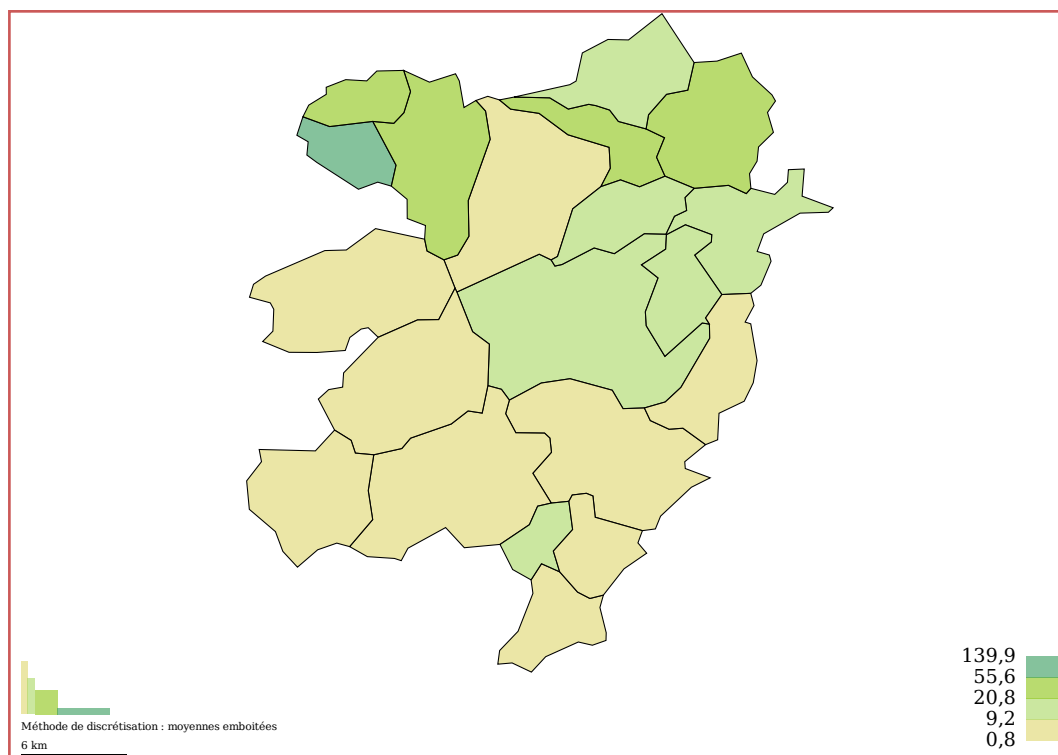 139,9
55,6
20,8
9,2
0,8
Méthode de discrétisation : moyennes emboitées
6 km